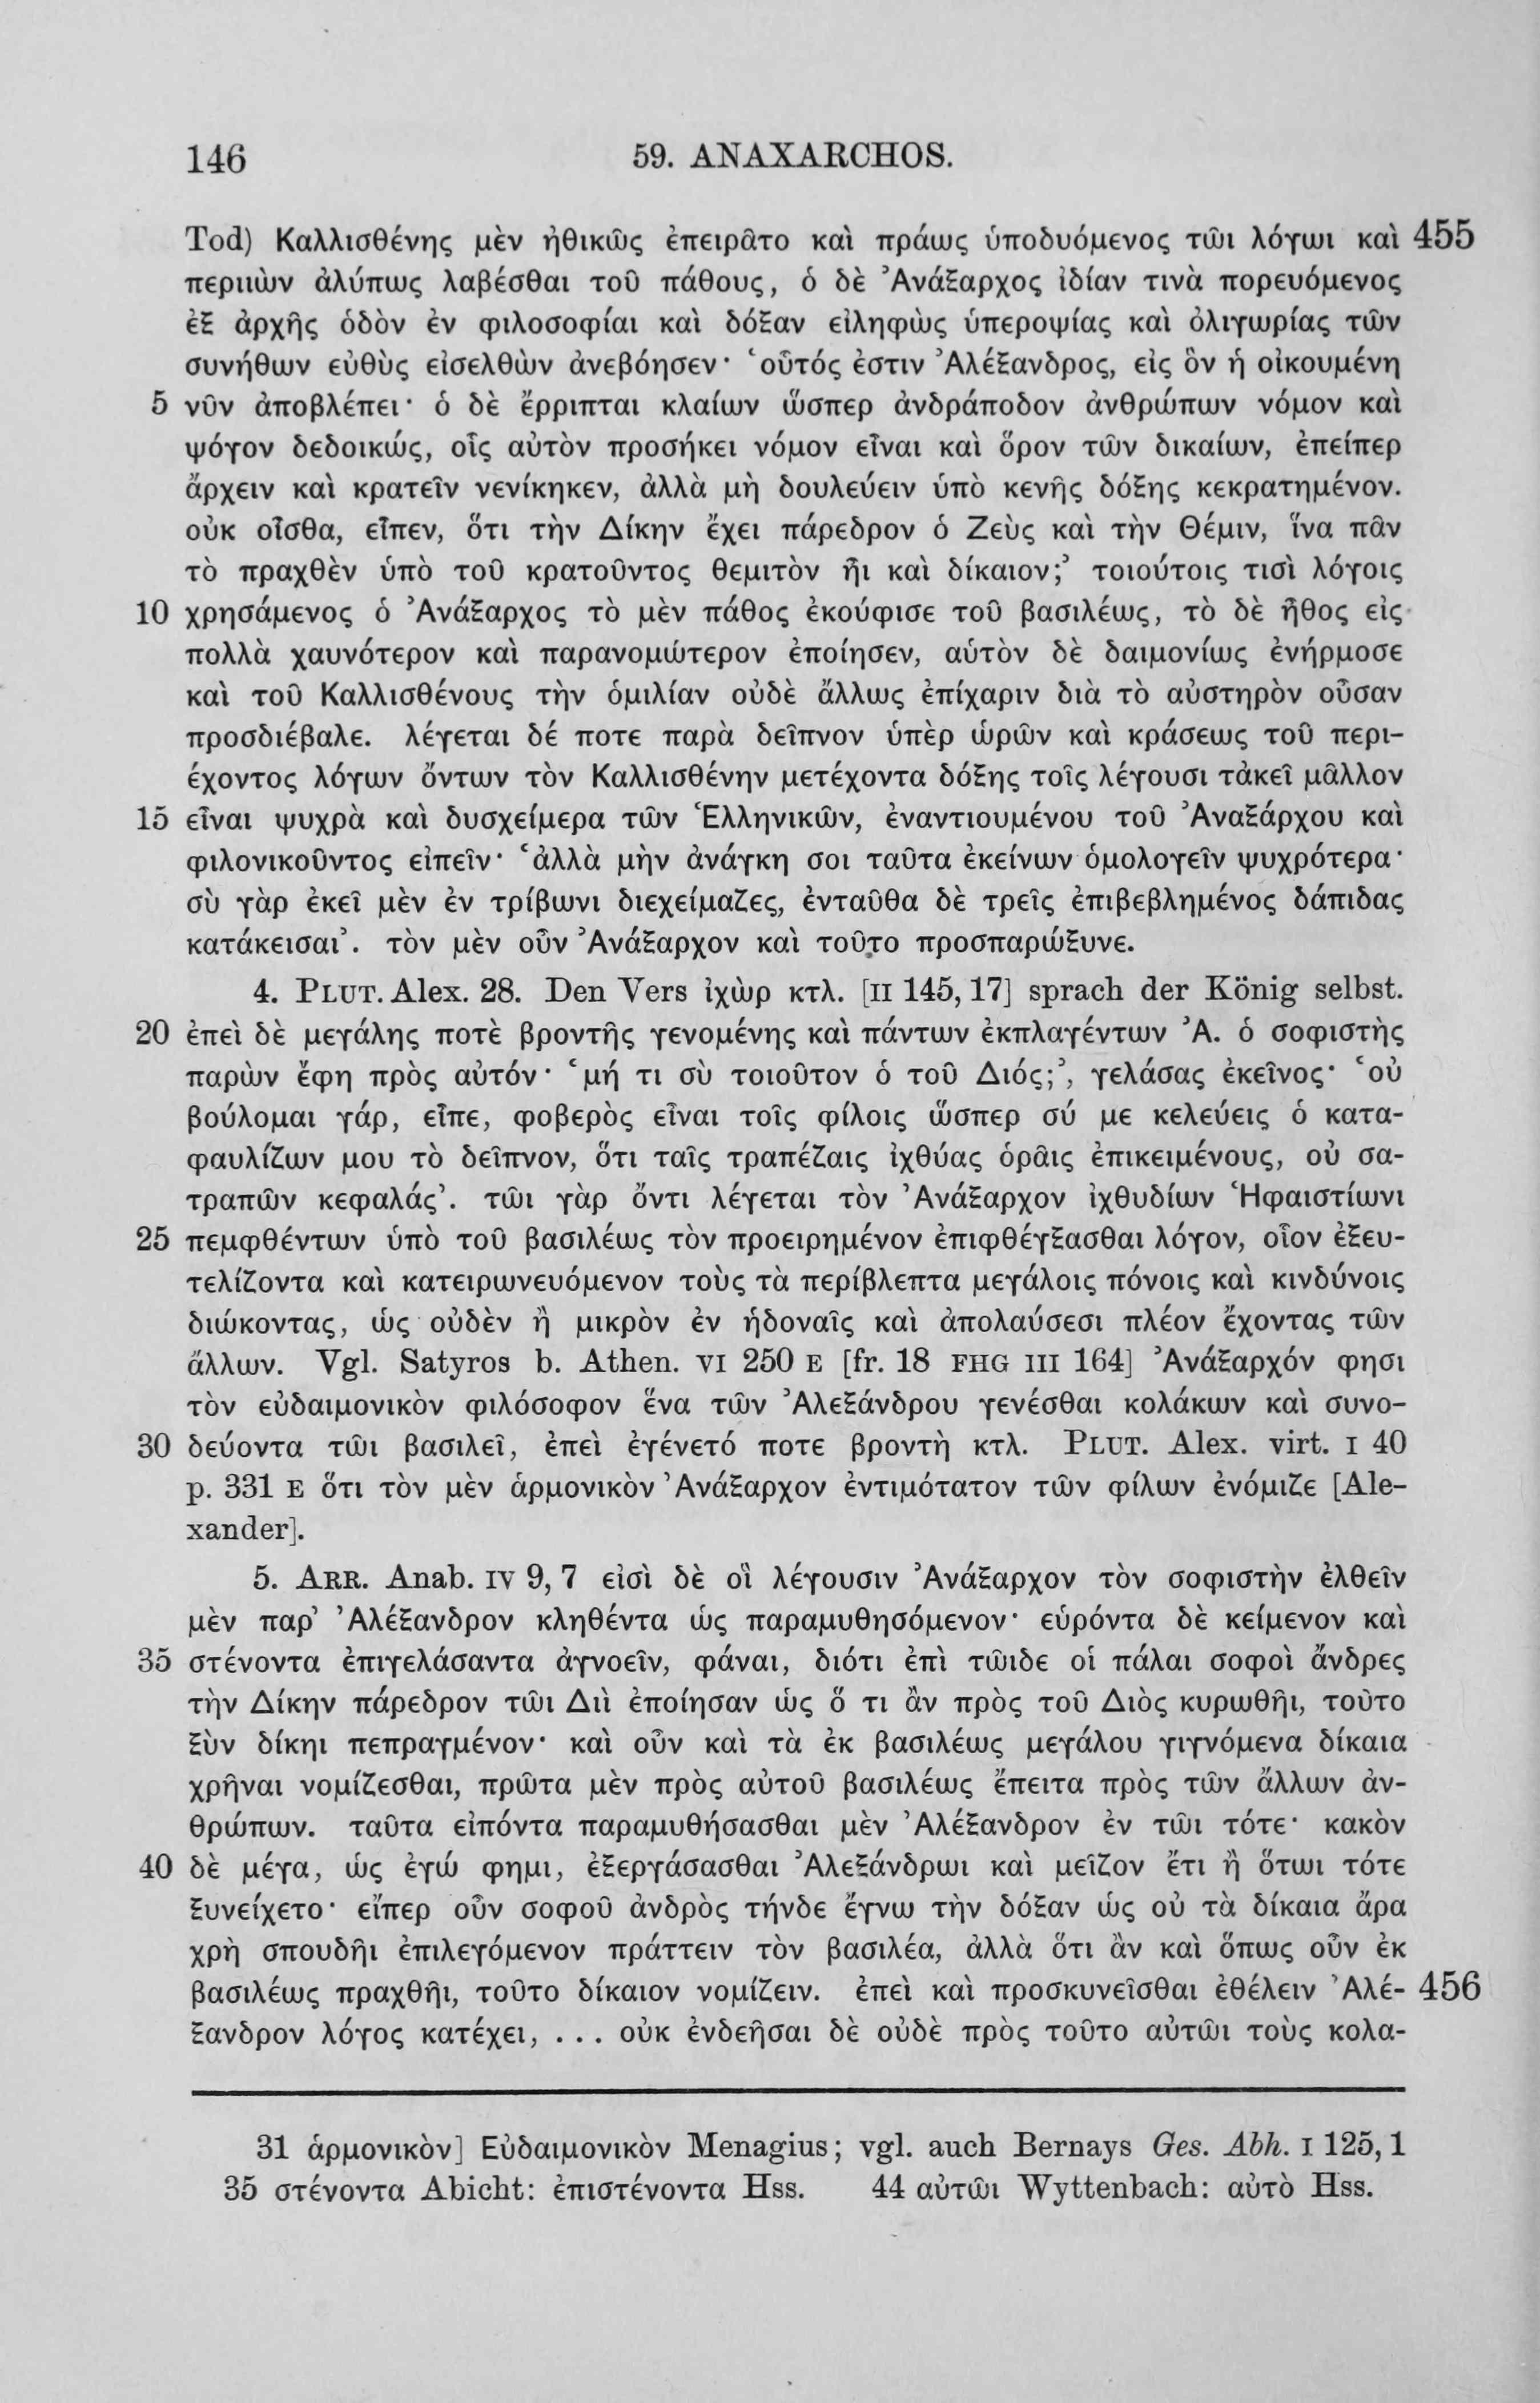 146 59. ANAXARCHOS.
Tod) Καλλισθένης μὲν ἠθικῶς ἐπειρᾶτο καὶ πράως ὑποδυόμενος τῶι λόγωι καὶ 455
περιιὼν ἀλύπως λαβέσθαι τοῦ πάθους, ὁ δὲ Ἀνάξαρχος ἰδίαν τινὰ πορευόμενος
ἐξ ἀρχῆς ὁδὸν ἐν φιλοσοφίαι καὶ δόξαν εἰληφὼς ὑπεροψίας καὶ ὀλιγωρίας τῶν
συνήθων εὐθὺς εἰσελθὼν ἀνεβόησεν· ‘οὗτός ἐστιν Ἀλέξανδρος, εἰς ὃν ἡ οἰκουμένη
5 νῦν ἀποβλέπει· ὁ δὲ ἔρριπται κλαίων ὥσπερ ἀνδράποδον ἀνθρώπων νόμον καὶ
ψόγον δεδοικώς, οἷς αὐτὸν προσήκει νόμον εἶναι καὶ ὅρον τῶν δικαίων, ἐπείπερ
ἄρχειν καὶ κρατεῖν νενίκηκεν, ἀλλὰ μὴ δουλεύειν ὑπὸ κενῆς δόξης κεκρατημένον.
οὐκ οἶσθα, εἶπεν, ὅτι τὴν Δίκην ἔχει πάρεδρον ὁ Ζεὺς καὶ τὴν Θέμιν, ἵνα πᾶν
τὸ πραχθὲν ὑπὸ τοῦ κρατοῦντος θεμιτὸν ἦι καὶ δίκαιον;’ τοιούτοις τισὶ λόγοις
10 χρησάμενος ὁ Ἀνάξαρχος τὸ μὲν πάθος ἐκούφισε τοῦ βασιλέως, τὸ δὲ ἦθος εἰς
πολλὰ χαυνότερον καὶ παρανομώτερον ἐποίησεν, αὑτὸν δὲ δαιμονίως ἐνήρμοσε
καὶ τοῦ Καλλισθένους τὴν ὁμιλίαν οὐδὲ ἄλλως ἐπίχαριν διὰ τὸ αὐστηρὸν οὖσαν
προσδιέβαλε. λέγεται δέ ποτε παρὰ δεῖπνον ὑπὲρ ὡρῶν καὶ κράσεως τοῦ περι-
έχοντος λόγων ὄντων τὸν Καλλισθένην μετέχοντα δόξης τοῖς λέγουσι τἀκεῖ μᾶλλον
15 εἶναι ψυχρὰ καὶ δυσχείμερα τῶν Ἑλληνικῶν, ἐναντιουμένου τοῦ Ἀναξάρχου καὶ
φιλονικοῦντος εἰπεῖν· ‘ἀλλὰ μὴν ἀνάγκη σοι ταῦτα ἐκείνων ὁμολογεῖν ψυχρότερα·
σὺ γὰρ ἐκεῖ μὲν ἐν τρίβωνι διεχείμαζες, ἐνταῦθα δὲ τρεῖς ἐπιβεβλημένος δάπιδας
κατάκεισαι’. τὸν μὲν οὖν Ἀνάξαρχον καὶ τοῦτο προσπαρώξυνε.
4. PLUT. Alex. 28. Den Vers ἰχὼρ κτλ. [II 145, 17] sprach der König selbst.
20 ἐπεὶ δὲ μεγάλης ποτὲ βροντῆς γενομένης καὶ πάντων ἐκπλαγέντων Ἀ. ὁ σοφιστὴς
παρὼν ἔφη πρὸς αὐτόν· ‘μή τι σὺ τοιοῦτον ὁ τοῦ Διός;’, γελάσας ἐκεῖνος· ‘οὐ
βούλομαι γάρ, εἶπε, φοβερὸς εἶναι τοῖς φίλοις ὥσπερ σύ με κελεύεις ὁ κατα-
φαυλίζων μου τὸ δεῖπνον, ὅτι ταῖς τραπέζαις ἰχθύας ὁρᾶις ἐπικειμένους, οὐ σα-
τραπῶν κεφαλάς’. τῶι γὰρ ὄντι λέγεται τὸν Ἀνάξαρχον ἰχθυδίων Ἡφαιστίωνι
25 πεμφθέντων ὑπὸ τοῦ βασιλέως τὸν προειρημένον ἐπιφθέγξασθαι λόγον, οἷον ἐξευ-
τελίζοντα καὶ κατειρωνευόμενον τοὺς τὰ περίβλεπτα μεγάλοις πόνοις καὶ κινδύνοις
διώκοντας, ὡς οὐδὲν ἢ μικρὸν ἐν ἡδοναῖς καὶ ἀπολαύσεσι πλέον ἔχοντας τῶν
ἄλλων. Vgl. Satyros b. Athen. VI 250 E [fr. 18 FHG III 164] Ἀνάξαρχόν φησι
τὸν εὐδαιμονικὸν φιλόσοφον ἕνα τῶν Ἀλεξάνδρου γενέσθαι κολάκων καὶ συνο-
30 δεύοντα τῶι βασιλεῖ, ἐπεὶ ἐγένετό ποτε βροντὴ κτλ. PLUT. Alex. virt. I 40
p. 331 E ὅτι τὸν μὲν ἁρμονικὸν Ἀνάξαρχον ἐντιμότατον τῶν φίλων ἐνόμιζε [Ale-
xander].
5. ARR. Anab. IV 9, 7 εἰσὶ δὲ οἳ λέγουσιν Ἀνάξαρχον τὸν σοφιστὴν ἐλθεῖν
μὲν παρ’ Ἀλέξανδρον κληθέντα ὡς παραμυθησόμενον· εὑρόντα δὲ κείμενον καὶ
35 στένοντα ἐπιγελάσαντα ἀγνοεῖν, φάναι, διότι ἐπὶ τῶιδε οἱ πάλαι σοφοὶ ἄνδρες
τὴν Δίκην πάρεδρον τῶι Διὶ ἐποίησαν ὡς ὅ τι ἂν πρὸς τοῦ Διὸς κυρωθῆι, τοῦτο
ξὺν δίκηι πεπραγμένον· καὶ οὖν καὶ τὰ ἐκ βασιλέως μεγάλου γιγνόμενα δίκαια
χρῆναι νομίζεσθαι, πρῶτα μὲν πρὸς αὐτοῦ βασιλέως ἔπειτα πρὸς τῶν ἄλλων ἀν-
θρώπων. ταῦτα εἰπόντα παραμυθήσασθαι μὲν Ἀλέξανδρον ἐν τῶι τότε· κακὸν
40 δὲ μέγα, ὡς ἐγώ φημι, ἐξεργάσασθαι Ἀλεξάνδρωι καὶ μεῖζον ἔτι ἢ ὅτωι τότε
ξυνείχετο· εἴπερ οὖν σοφοῦ ἀνδρὸς τήνδε ἔγνω τὴν δόξαν ὡς οὐ τὰ δίκαια ἄρα
χρὴ σπουδῆι ἐπιλεγόμενον πράττειν τὸν βασιλέα, ἀλλὰ ὅτι ἂν καὶ ὅπως οὖν ἐκ
βασιλέως πραχθῆι, τοῦτο δίκαιον νομίζειν. ἐπεὶ καὶ προσκυνεῖσθαι ἐθέλειν Ἀλέ- 456
ξανδρον λόγος κατέχει, . . . οὐκ ἐνδεῆσαι δὲ οὐδὲ πρὸς τοῦτο αὐτῶι τοὺς κολα-
31 ἁρμονικὸν] Εὐδαιμονικὸν Menagius; vgl. auch Bernays Ges. Abh. I 125, 1
35 στένοντα Abicht: ἐπιστένοντα Hss. 44 αὐτῶι Wyttenbach: αὐτὸ Hss.